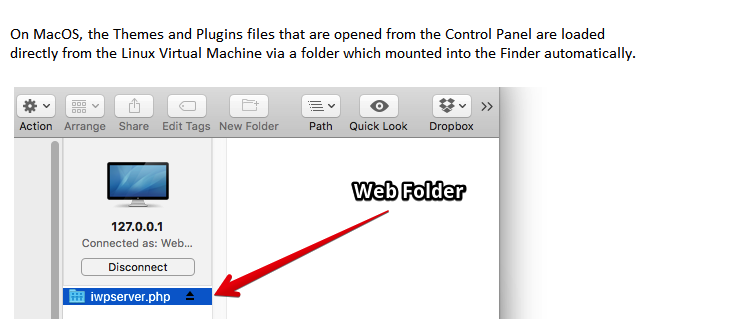 On MacOS, the Themes and Plugins files that are opened from the Control Panel are loaded
directly from the Linux Virtual Machine via a folder which mounted into the Finder automatically.
Action Arrange Share Edit Tags New Folder Path Quick Look Dropbox
Web Folder
127.0.0.1
Connected as: Web...
Disconnect
iwpserver.php